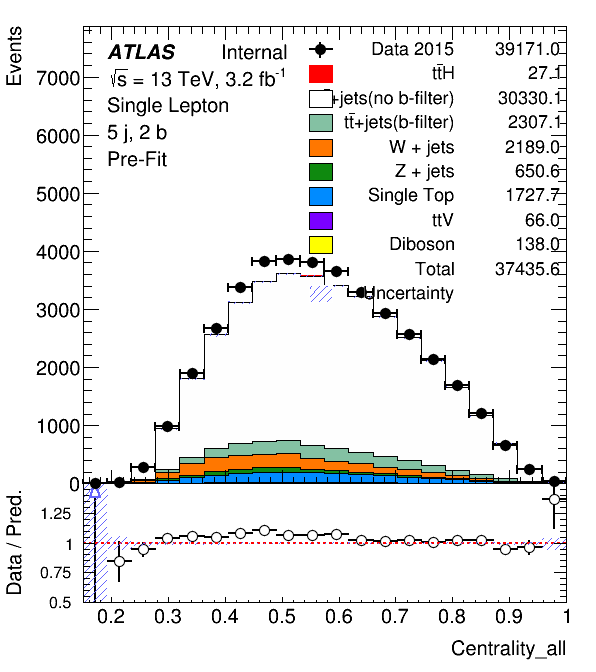 Events
ATLAS Internal
√s = 13 TeV, 3.2 fb⁻¹
Single Lepton
5 j, 2 b
Pre-Fit
Data 2015 39171.0
tt̄H 27.1
+jets(no b-filter) 30330.1
tt̄+jets(b-filter) 2307.1
W + jets 2189.0
Z + jets 650.6
Single Top 1727.7
ttV 66.0
Diboson 138.0
Total 37435.6
Uncertainty
7000
6000
5000
4000
3000
2000
1000
0
Data / Pred.
1.25
1
0.75
0.5
0.2 0.3 0.4 0.5 0.6 0.7 0.8 0.9 1
Centrality_all